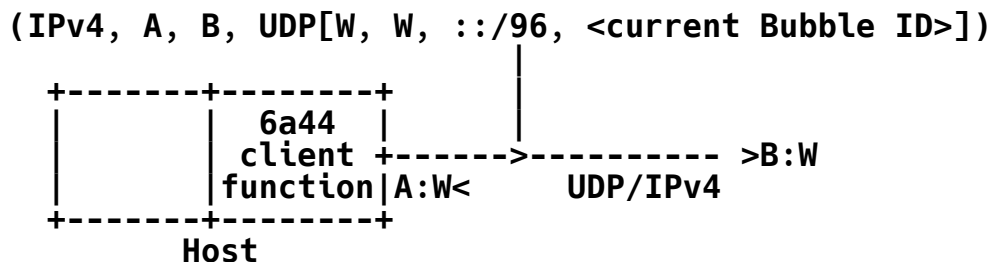 (IPv4, A, B, UDP[W, W, ::/96, <current Bubble ID>])
6a44
client
function
A:W<
>B:W
UDP/IPv4
Host